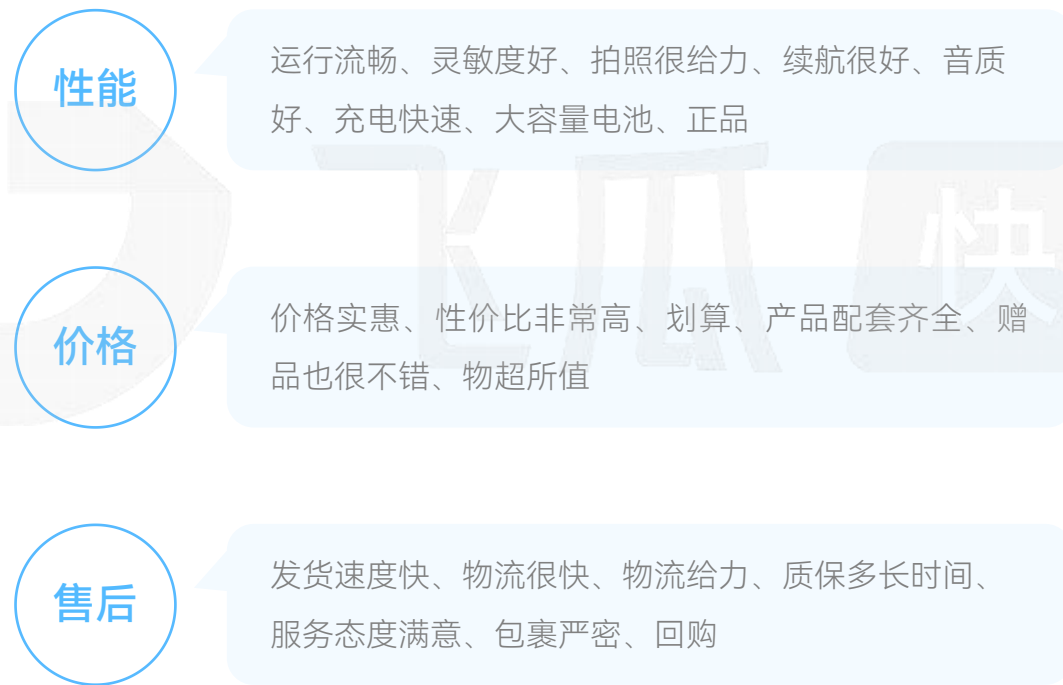 性能
运行流畅、灵敏度好、拍照很给力、续航很好、音质
好、充电快速、大容量电池、正品
飞瓜 快
价格
价格实惠、性价比非常高、划算、产品配套齐全、赠
品也很不错、物超所值
售后
发货速度快、物流很快、物流给力、质保多长时间、
服务态度满意、包裹严密、回购